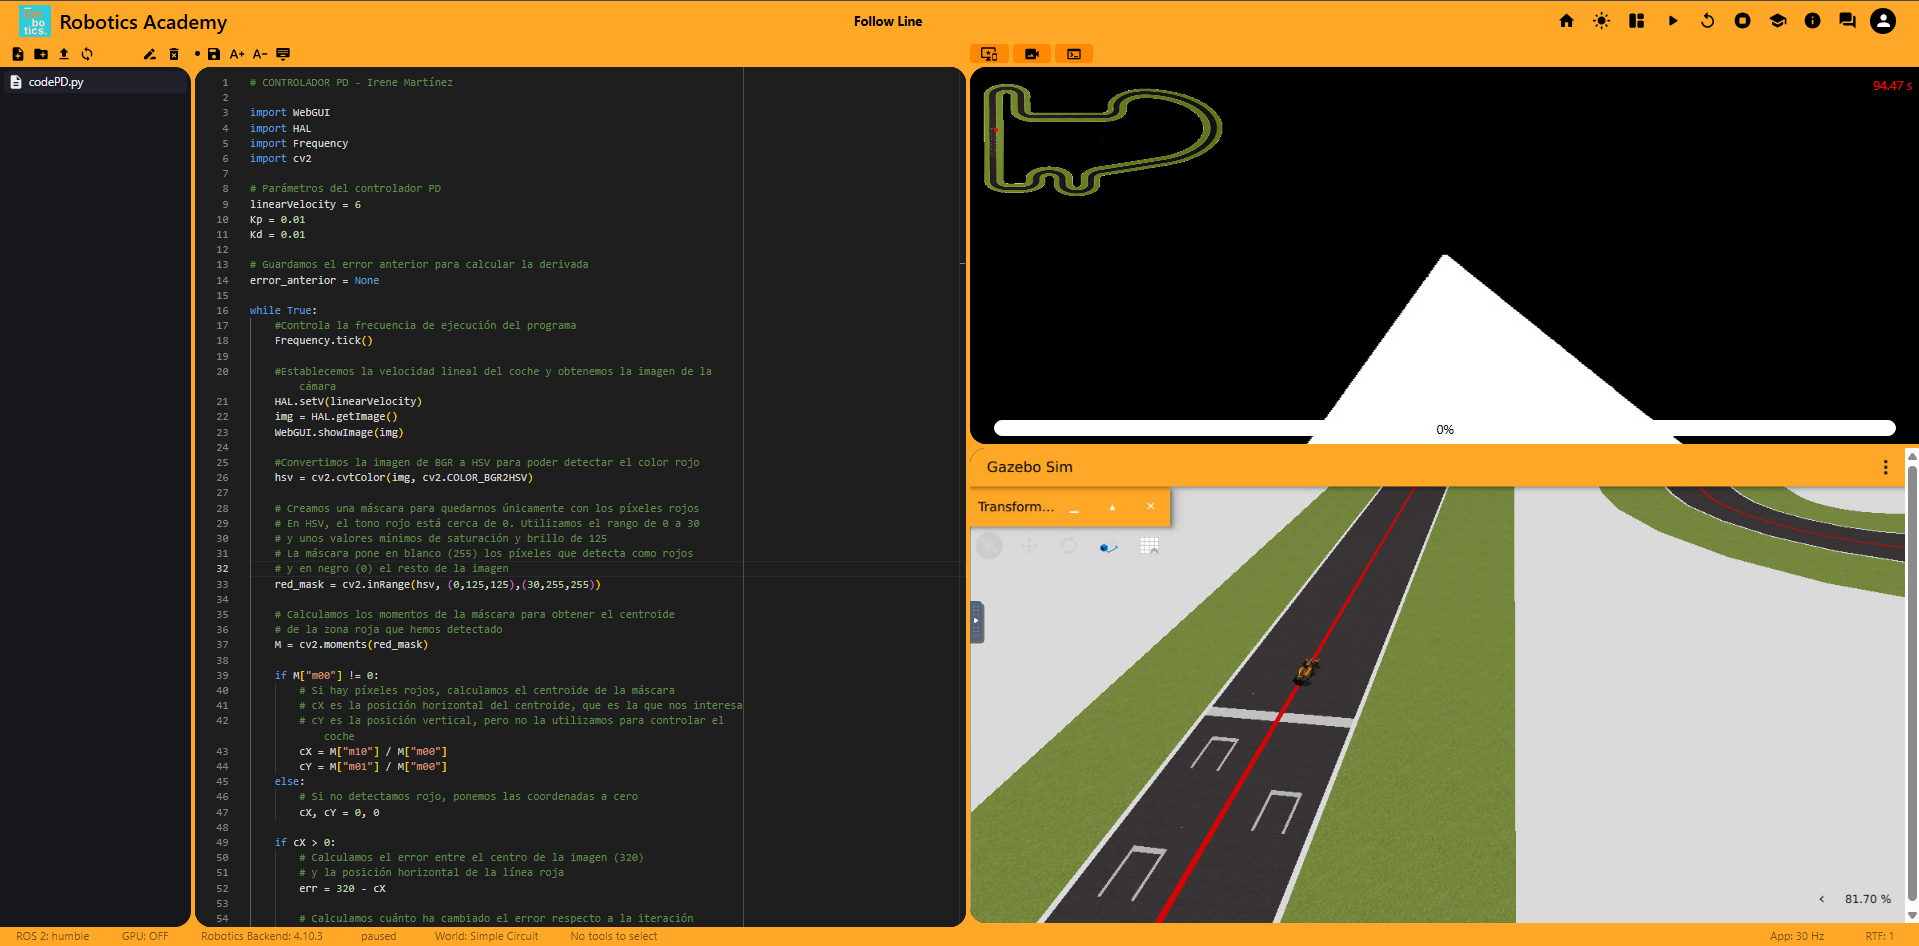 .bo
tics.
Robotics Academy
Follow Line
A+ A-
codePD.py
1 # CONTROLADOR PD - Irene Martínez
2
3 import WebGUI
4 import HAL
5 import Frequency
6 import cv2
7
8 # Parámetros del controlador PD
9 linearVelocity = 6
10 Kp = 0.01
11 Kd = 0.01
12
13 # Guardamos el error anterior para calcular la derivada
14 error_anterior = None
15
16 while True:
17 #Controla la frecuencia de ejecución del programa
18 Frequency.tick()
19
20 #Establecemos la velocidad lineal del coche y obtenemos la imagen de la
cámara
21 HAL.setV(linearVelocity)
22 img = HAL.getImage()
23 WebGUI.showImage(img)
24
25 #Convertimos la imagen de BGR a HSV para poder detectar el color rojo
26 hsv = cv2.cvtColor(img, cv2.COLOR_BGR2HSV)
27
28 # Creamos una máscara para quedarnos únicamente con los píxeles rojos
29 # En HSV, el tono rojo está cerca de 0. Utilizamos el rango de 0 a 30
30 # y unos valores mínimos de saturación y brillo de 125
31 # La máscara pone en blanco (255) los píxeles que detecta como rojos
32 # y en negro (0) el resto de la imagen
33 red_mask = cv2.inRange(hsv, (0,125,125),(30,255,255))
34
35 # Calculamos los momentos de la máscara para obtener el centroide
36 # de la zona roja que hemos detectado
37 M = cv2.moments(red_mask)
38
39 if M["m00"] != 0:
40 # Si hay píxeles rojos, calculamos el centroide de la máscara
41 # cX es la posición horizontal del centroide, que es la que nos interesa
42 # cY es la posición vertical, pero no la utilizamos para controlar el
coche
43 cX = M["m10"] / M["m00"]
44 cY = M["m01"] / M["m00"]
45 else:
46 # Si no detectamos rojo, ponemos las coordenadas a cero
47 cX, cY = 0, 0
48
49 if cX > 0:
50 # Calculamos el error entre el centro de la imagen (320)
51 # y la posición horizontal de la línea roja
52 err = 320 - cX
53
54 # Calculamos cuánto ha cambiado el error respecto a la iteración
94.47 s
0%
Gazebo Sim
Transform...
81.70 %
ROS 2: humble
GPU: OFF
Robotics Backend: 4.10.3
paused
World: Simple Circuit
No tools to select
App: 30 Hz
RTF: 1